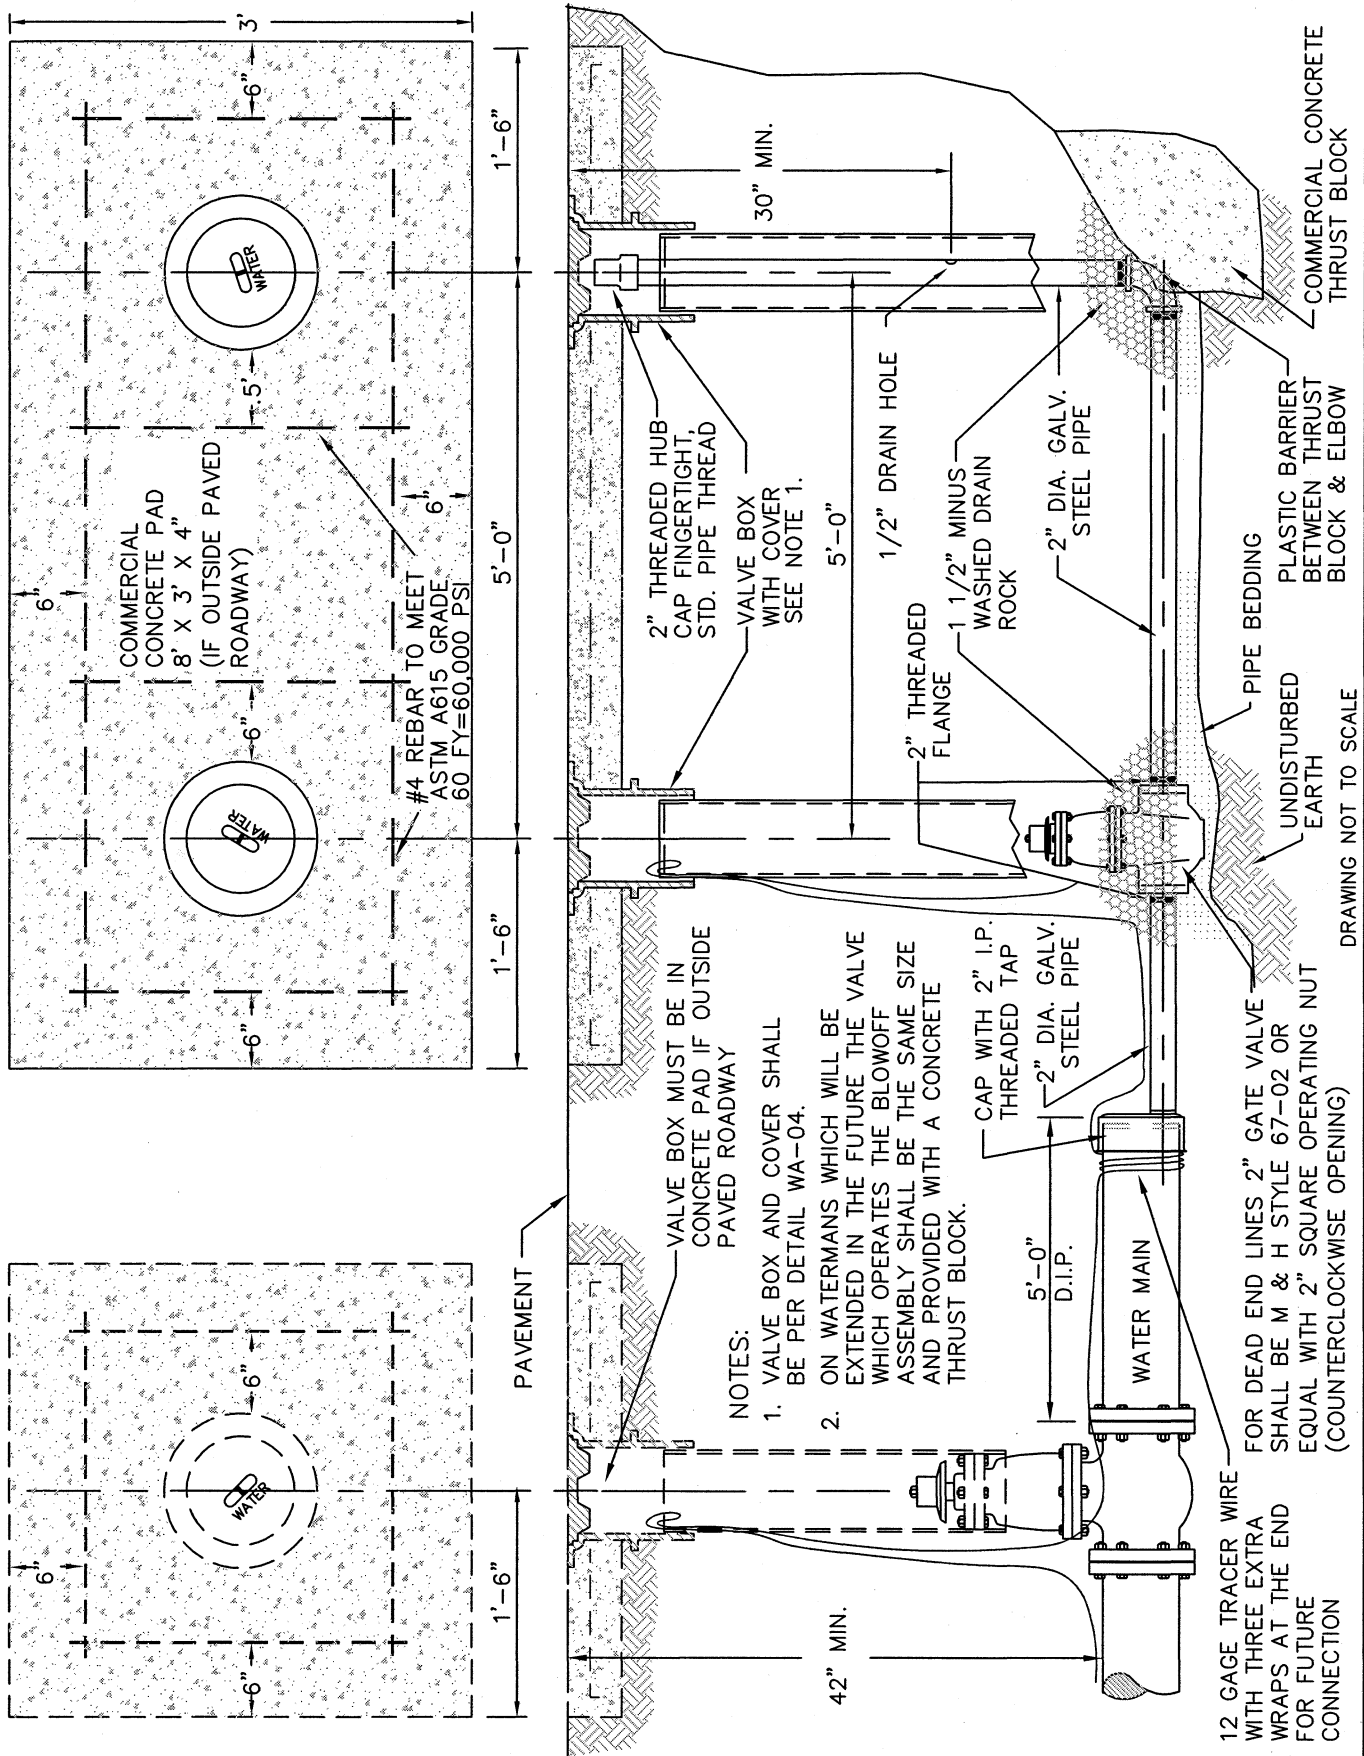 3'
6"
6"
6"
6"
6"
6"
6"
6"
.5'
6"
6"
WATER
WATER
WATER
COMMERCIAL
CONCRETE PAD
8' X 3' X 4"
(IF OUTSIDE PAVED
ROADWAY)
#4 REBAR TO MEET
ASTM A615 GRADE
60 FY=60,000 PSI
1'-6"
1'-6"
5'-0"
1'-6"
PAVEMENT
VALVE BOX MUST BE IN
CONCRETE PAD IF OUTSIDE
PAVED ROADWAY
2" THREADED HUB
CAP FINGERTIGHT,
STD. PIPE THREAD
VALVE BOX
WITH COVER
SEE NOTE 1.
30" MIN.
NOTES:
1. VALVE BOX AND COVER SHALL
BE PER DETAIL WA-04.
2. ON WATERMANS WHICH WILL BE
EXTENDED IN THE FUTURE THE VALVE
WHICH OPERATES THE BLOWOFF
ASSEMBLY SHALL BE THE SAME SIZE
AND PROVIDED WITH A CONCRETE
THRUST BLOCK.
42" MIN.
5'-0"
1/2" DRAIN HOLE
2" THREADED
FLANGE
1 1/2" MINUS
WASHED DRAIN
ROCK
CAP WITH 2" I.P.
THREADED TAP
2" DIA. GALV.
STEEL PIPE
2" DIA. GALV.
STEEL PIPE
5'-0"
D.I.P.
WATER MAIN
12 GAGE TRACER WIRE
WITH THREE EXTRA
WRAPS AT THE END
FOR FUTURE
CONNECTION
FOR DEAD END LINES 2" GATE VALVE
SHALL BE M & H STYLE 67-02 OR
EQUAL WITH 2" SQUARE OPERATING NUT
(COUNTERCLOCKWISE OPENING)
PIPE BEDDING
UNDISTURBED
EARTH
PLASTIC BARRIER
BETWEEN THRUST
BLOCK & ELBOW
COMMERCIAL CONCRETE
THRUST BLOCK
DRAWING NOT TO SCALE